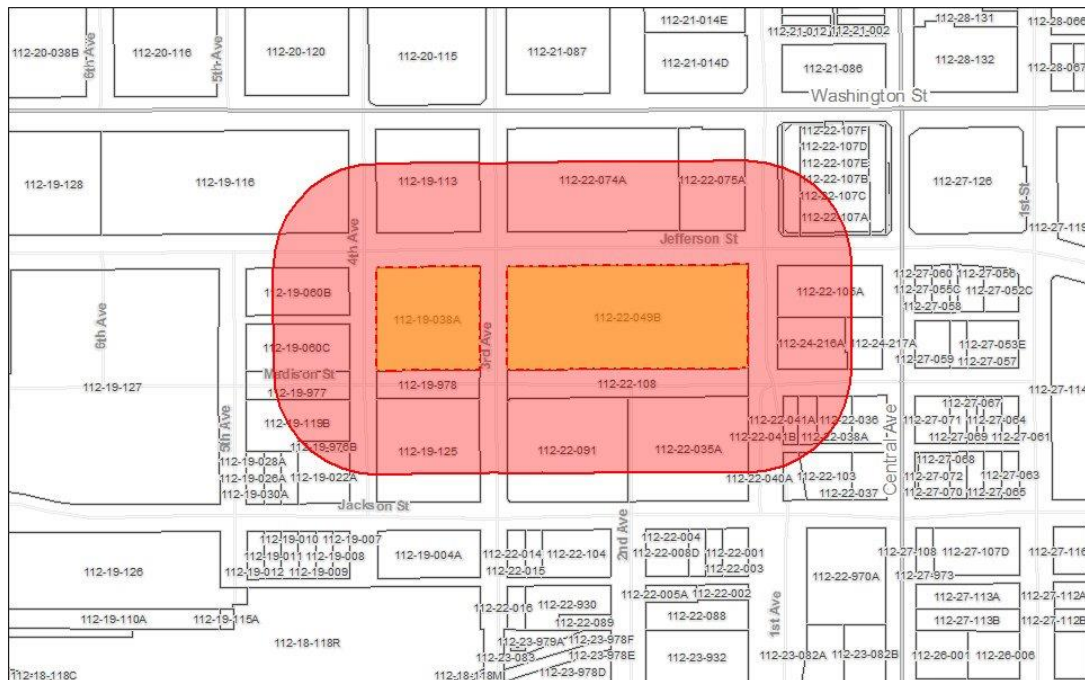 112-20-038B
6th Ave
112-20-116
5th Ave
112-20-120
112-20-115
112-21-087
112-21-014E
112-21-014D
112-21-012
112-21-002
112-21-086
112-28-131
112-28-132
112-28-066
112-28-067
Washington St
112-19-128
112-19-116
4th Ave
112-19-113
112-22-074A
112-22-075A
112-22-107F
112-22-107D
112-22-107E
112-22-107B
112-22-107C
112-22-107A
112-27-126
1st St
112-27-119
Jefferson St
6th Ave
112-19-127
112-19-060B
112-19-060C
Madison St
112-19-977
112-19-119B
5th Ave
112-19-976B
112-19-028A
112-19-026A
112-19-022A
112-19-030A
112-19-038A
3rd Ave
112-22-049B
112-19-978
112-22-108
112-19-125
112-22-091
112-22-035A
112-22-105A
112-24-216A
112-24-217A
112-22-041A
112-22-036
112-22-041B
112-22-038A
112-22-040A
112-22-103
112-22-037
Central Ave
112-27-060
112-27-056
112-27-055C
112-27-052C
112-27-058
112-27-053E
112-27-059
112-27-057
112-27-114
112-27-067
112-27-071
112-27-064
112-27-069
112-27-061
112-27-068
112-27-072
112-27-063
112-27-070
112-27-065
Jackson St
112-19-126
112-19-010
112-19-007
112-19-011
112-19-008
112-19-012
112-19-009
112-19-004A
112-22-014
112-22-104
112-22-015
2nd Ave
112-22-004
112-22-008D
112-22-001
112-22-003
112-22-005A
112-22-002
112-22-016
112-22-930
112-22-089
112-22-088
1st Ave
112-22-970A
112-27-108
112-27-107D
112-27-973
112-27-116
112-27-113A
112-27-112A
112-27-113B
112-27-112B
112-19-110A
112-19-115A
112-18-118R
112-18-118C
112-18-118M
112-23-979A
112-23-978F
112-23-083
112-23-978E
112-23-978D
112-23-932
112-23-082A
112-23-082B
112-26-001
112-26-006